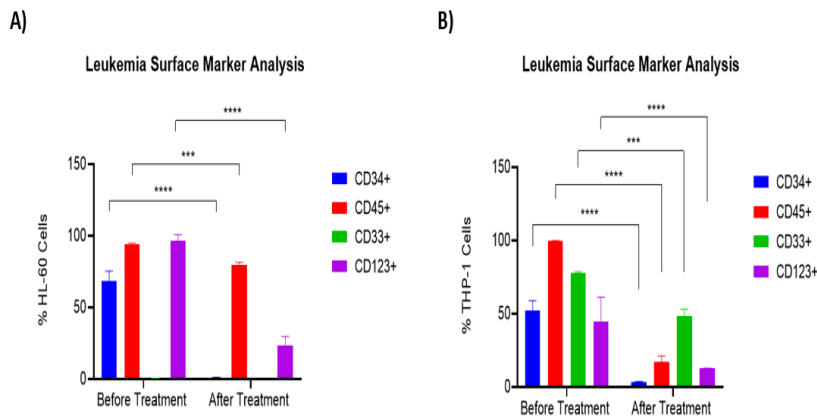 A)
Leukemia Surface Marker Analysis
****
***
****
150
100
50
0
% HL-60 Cells
Before Treatment After Treatment
CD34+
CD45+
CD33+
CD123+
B)
Leukemia Surface Marker Analysis
****
***
****
****
150
100
50
0
% THP-1 Cells
Before Treatment After Treatment
CD34+
CD45+
CD33+
CD123+